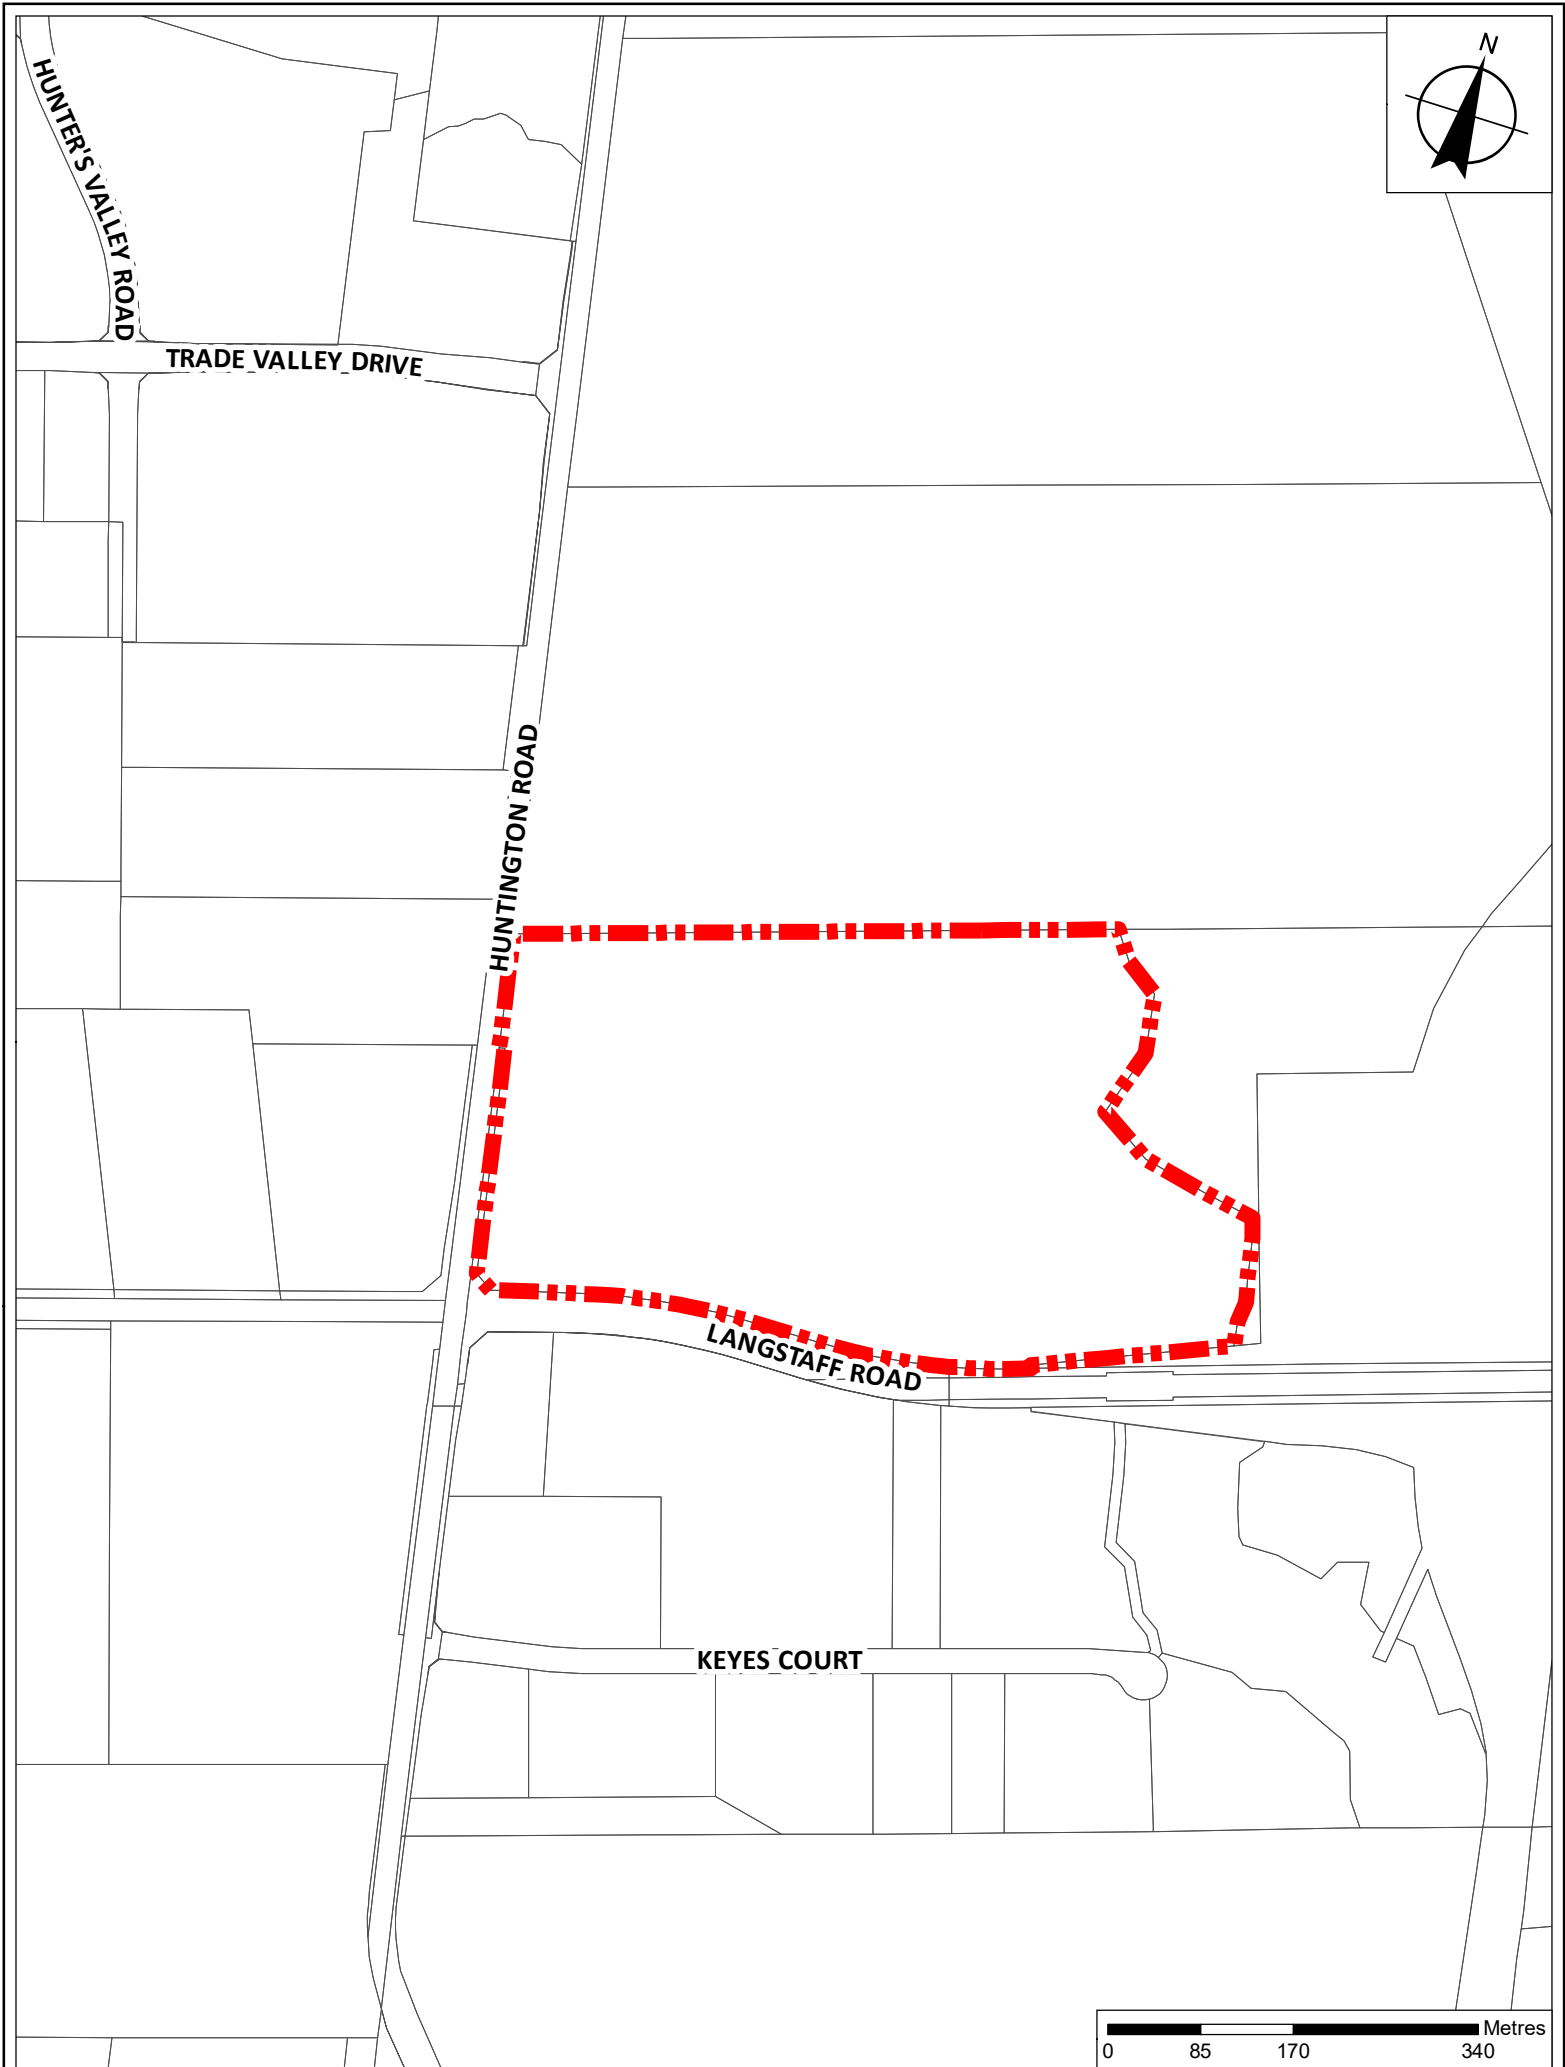 N
HUNTER'S VALLEY ROAD
TRADE VALLEY DRIVE
HUNTINGTON ROAD
LANGSTAFF ROAD
KEYES COURT
Metres
0 85 170 340